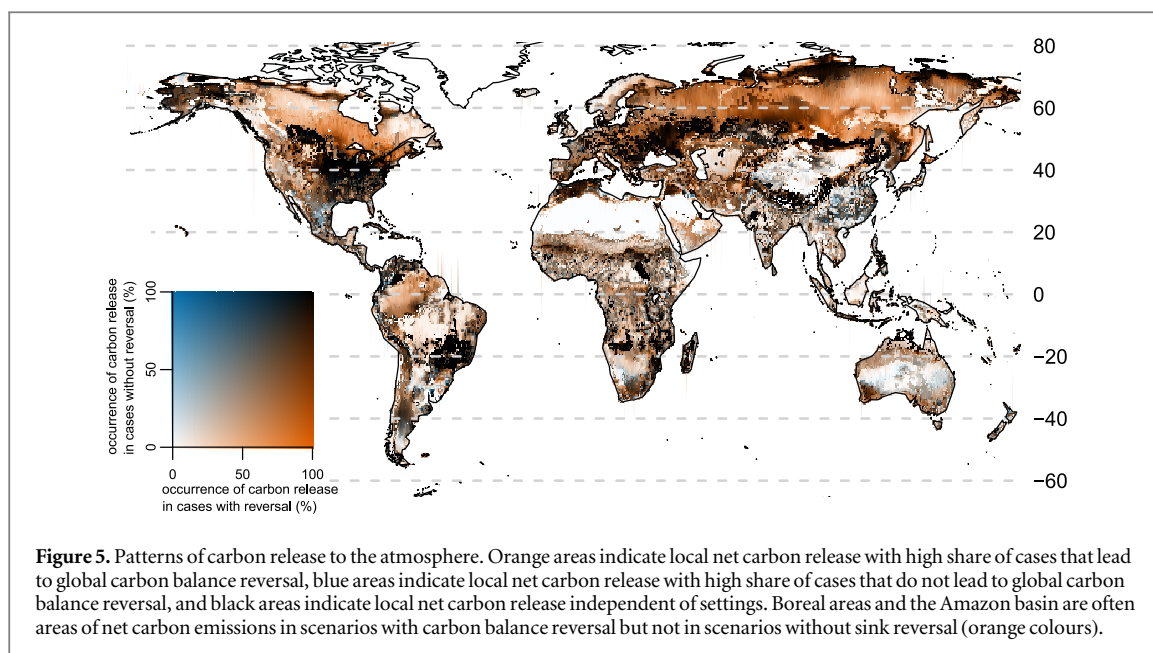 80
60
40
20
0
−20
−40
−60
100
50
0
occurrence of carbon release
in cases without reversal (%)
0 50 100
occurrence of carbon release
in cases with reversal (%)
Figure 5. Patterns of carbon release to the atmosphere. Orange areas indicate local net carbon release with high share of cases that lead
to global carbon balance reversal, blue areas indicate local net carbon release with high share of cases that do not lead to global carbon
balance reversal, and black areas indicate local net carbon release independent of settings. Boreal areas and the Amazon basin are often
areas of net carbon emissions in scenarios with carbon balance reversal but not in scenarios without sink reversal (orange colours).